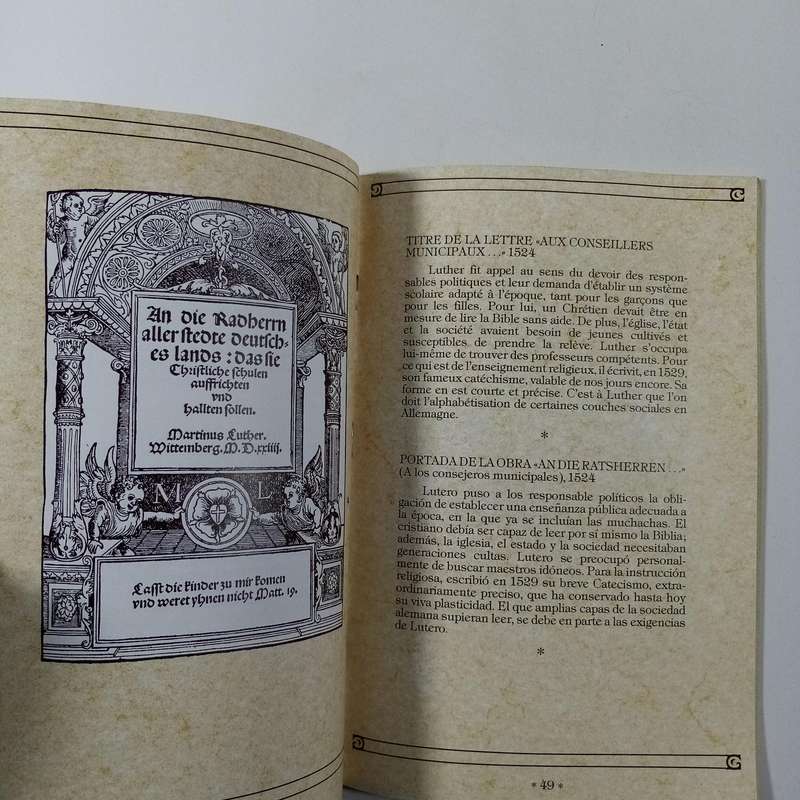 An die Radherrn
aller stedte deutsch-
es lands: das sie
Christliche schulen
auffrichten
vnd
hallten sollen.
Martinus Luther.
Wittemberg. M.D.xxiiij.
M L
Lasst die kinder zu mir komen
vnd weret yhnen nicht Matt. 19.
TITRE DE LA LETTRE «AUX CONSEILLERS
MUNICIPAUX...» 1524
Luther fit appel au sens du devoir des respon-
sables politiques et leur demanda d'établir un système
scolaire adapté à l'époque, tant pour les garçons que
pour les filles. Pour lui, un Chrétien devait être en
mesure de lire la Bible sans aide. De plus, l'église, l'état
et la société avaient besoin de jeunes cultivés et
susceptibles de prendre la relève. Luther s'occupa
lui-même de trouver des professeurs compétents. Pour
ce qui est de l'enseignement religieux, il écrivit, en 1529,
son fameux catéchisme, valable de nos jours encore. Sa
forme en est courte et précise. C'est à Luther que l'on
doit l'alphabétisation de certaines couches sociales en
Allemagne.
*
PORTADA DE LA OBRA «AN DIE RATSHERREN...»
(A los consejeros municipales), 1524
Lutero puso a los responsable políticos la obli-
gación de establecer una enseñanza pública adecuada a
la época, en la que ya se incluían las muchachas. El
cristiano debía ser capaz de leer por sí mismo la Biblia;
además, la iglesia, el estado y la sociedad necesitaban
generaciones cultas. Lutero se preocupó personal-
mente de buscar maestros idóneos. Para la instrucción
religiosa, escribió en 1529 su breve Catecismo, extra-
ordinariamente preciso, que ha conservado hasta hoy
su viva plasticidad. El que amplias capas de la sociedad
alemana supieran leer, se debe en parte a las exigencias
de Lutero.
*
* 49 *